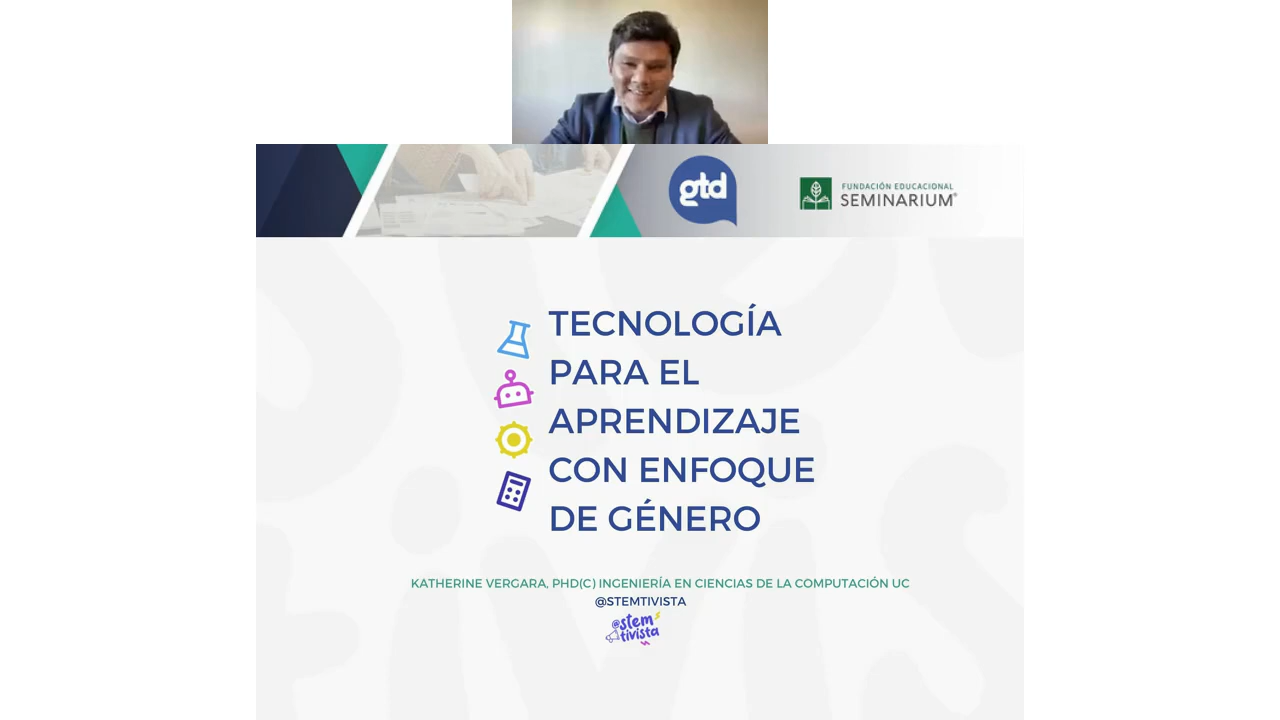 gtd
FUNDACIÓN EDUCACIONAL
SEMINARIUM®
TECNOLOGÍA
PARA EL
APRENDIZAJE
CON ENFOQUE
DE GÉNERO
KATHERINE VERGARA, PHD(C) INGENIERÍA EN CIENCIAS DE LA COMPUTACIÓN UC
@STEMTIVISTA
@stem
tivista